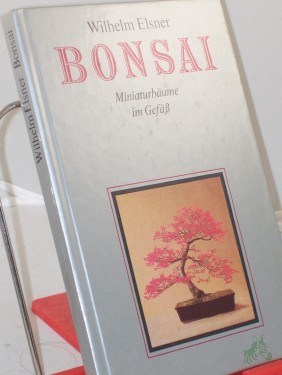 Wilhelm Elsner
BONSAI
Miniaturbäume
im Gefäß
Wilhelm Elsner Bonsai